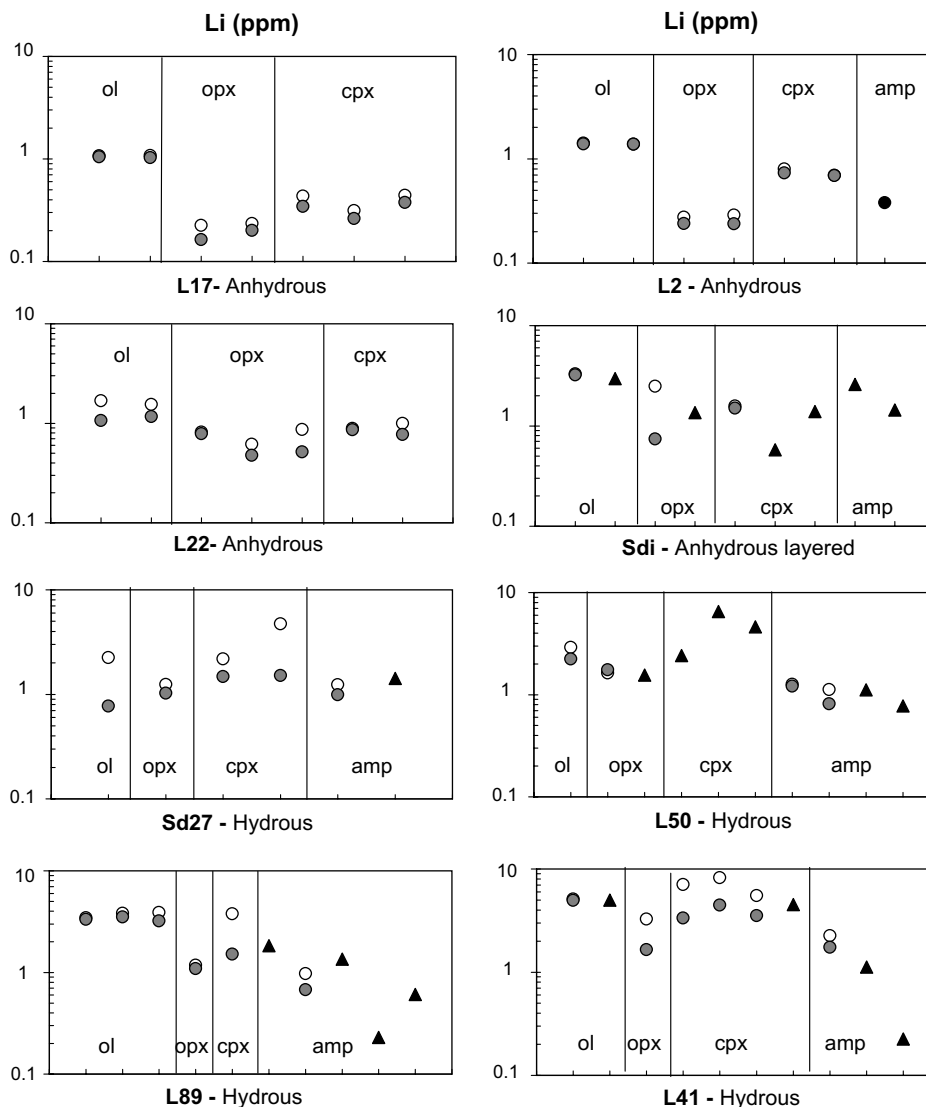 Li (ppm)
10
1
0.1
ol
opx
cpx
L17- Anhydrous
Li (ppm)
10
1
0.1
ol
opx
cpx
amp
L2 - Anhydrous
10
1
0.1
ol
opx
cpx
L22- Anhydrous
10
1
0.1
ol
opx
cpx
amp
Sdi - Anhydrous layered
10
1
0.1
ol
opx
cpx
amp
Sd27 - Hydrous
10
1
0.1
ol
opx
cpx
amp
L50 - Hydrous
10
1
0.1
ol
opx
cpx
amp
L89 - Hydrous
10
1
0.1
ol
opx
cpx
amp
L41 - Hydrous